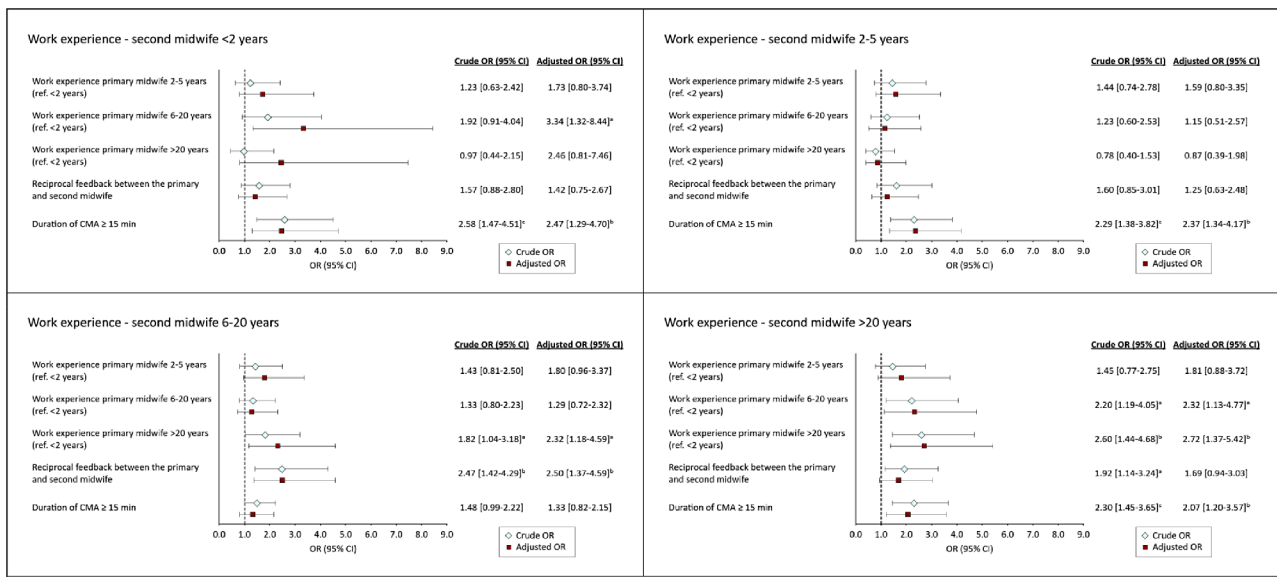 Work experience - second midwife <2 years
Crude OR (95% CI) Adjusted OR (95% CI)
Work experience primary midwife 2-5 years
(ref. <2 years)
1.23 [0.63-2.42) 1.73 (0.80-3.74)
Work experience primary midwife 6-20 years
(ref. <2 years)
1.92 (0.91-4.04) 3.34 (1.32-8.44)ᵃ
Work experience primary midwife >20 years
(ref. <2 years)
0.97 (0.44-2.15) 2.46 (0.81-7.46)
Reciprocal feedback between the primary
and second midwife
1.57 (0.88-2.80) 1.42 (0.75-2.67)
Duration of CMA ≥ 15 min
2.58 [1.47-4.51]ᶜ 2.47 [1.29-4.70]ᵇ
0.0 1.0 2.0 3.0 4.0 5.0 6.0 7.0 8.0 9.0
OR (95% CI)
Crude OR
Adjusted OR
Work experience - second midwife 2-5 years
Crude OR (95% CI) Adjusted OR (95% CI)
Work experience primary midwife 2-5 years
(ref. <2 years)
1.44 (0.74-2.78) 1.59 (0.80-3.35)
Work experience primary midwife 6-20 years
(ref. <2 years)
1.23 (0.60-2.53) 1.15 (0.51-2.57)
Work experience primary midwife >20 years
(ref. <2 years)
0.78 (0.40-1.53) 0.87 (0.39-1.98)
Reciprocal feedback between the primary
and second midwife
1.60 (0.85-3.01) 1.25 (0.63-2.48)
Duration of CMA ≥ 15 min
2.29 [1.38-3.82]ᶜ 2.37 [1.34-4.17]ᵇ
0.0 1.0 2.0 3.0 4.0 5.0 6.0 7.0 8.0 9.0
OR (95% CI)
Crude OR
Adjusted OR
Work experience - second midwife 6-20 years
Crude OR (95% CI) Adjusted OR (95% CI)
Work experience primary midwife 2-5 years
(ref. <2 years)
1.43 (0.81-2.50) 1.80 (0.96-3.37)
Work experience primary midwife 6-20 years
(ref. <2 years)
1.33 (0.80-2.23) 1.29 (0.72-2.32)
Work experience primary midwife >20 years
(ref. <2 years)
1.82 (1.04-3.18)ᵃ 2.32 (1.18-4.59)ᵃ
Reciprocal feedback between the primary
and second midwife
2.47 [1.42-4.29]ᵇ 2.50 [1.37-4.59]ᵇ
Duration of CMA ≥ 15 min
1.48 (0.99-2.22] 1.33 (0.82-2.15)
0.0 1.0 2.0 3.0 4.0 5.0 6.0 7.0 8.0 9.0
OR (95% CI)
Crude OR
Adjusted OR
Work experience - second midwife >20 years
Crude OR (95% CI) Adjusted OR (95% CI)
Work experience primary midwife 2-5 years
(ref. <2 years)
1.45 (0.77-2.75) 1.81 (0.88-3.72)
Work experience primary midwife 6-20 years
(ref. <2 years)
2.20 [1.19-4.05]ᵃ 2.32 [1.13-4.77]ᵃ
Work experience primary midwife >20 years
(ref. <2 years)
2.60 [1.44-4.68]ᵇ 2.72 [1.37-5.42]ᵇ
Reciprocal feedback between the primary
and second midwife
1.92 [1.14-3.24]ᵃ 1.69 (0.94-3.03)
Duration of CMA ≥ 15 min
2.30 [1.45-3.65]ᶜ 2.07 [1.20-3.57]ᵇ
0.0 1.0 2.0 3.0 4.0 5.0 6.0 7.0 8.0 9.0
OR (95% CI)
Crude OR
Adjusted OR